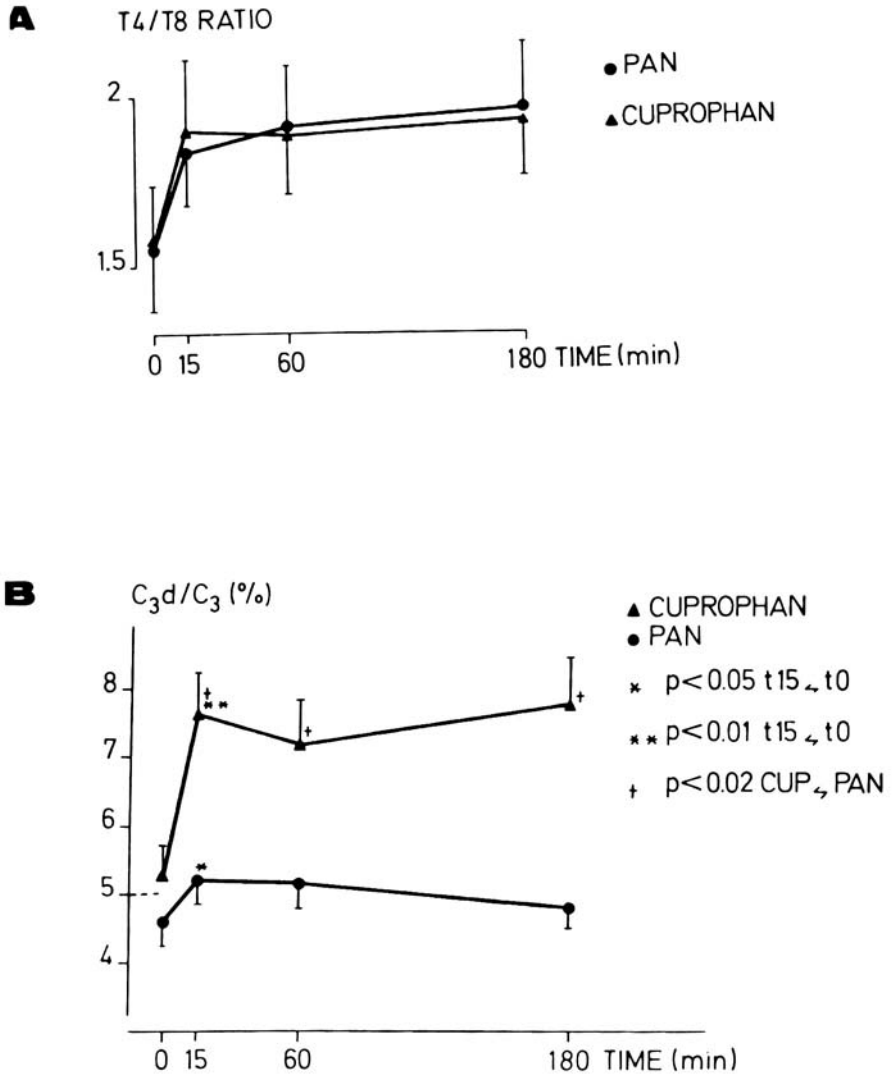 A
T4/T8 RATIO
PAN
CUPROPHAN
2
1.5
0 15 60 180 TIME (min)
B
C3d/C3 (%)
CUPROPHAN
PAN
* p<0.05 t15 ↔ t0
** p<0.01 t15 ↔ t0
† p<0.02 CUP ↔ PAN
8
†
**
†
†
7
6
*
5
4
0 15 60 180 TIME (min)